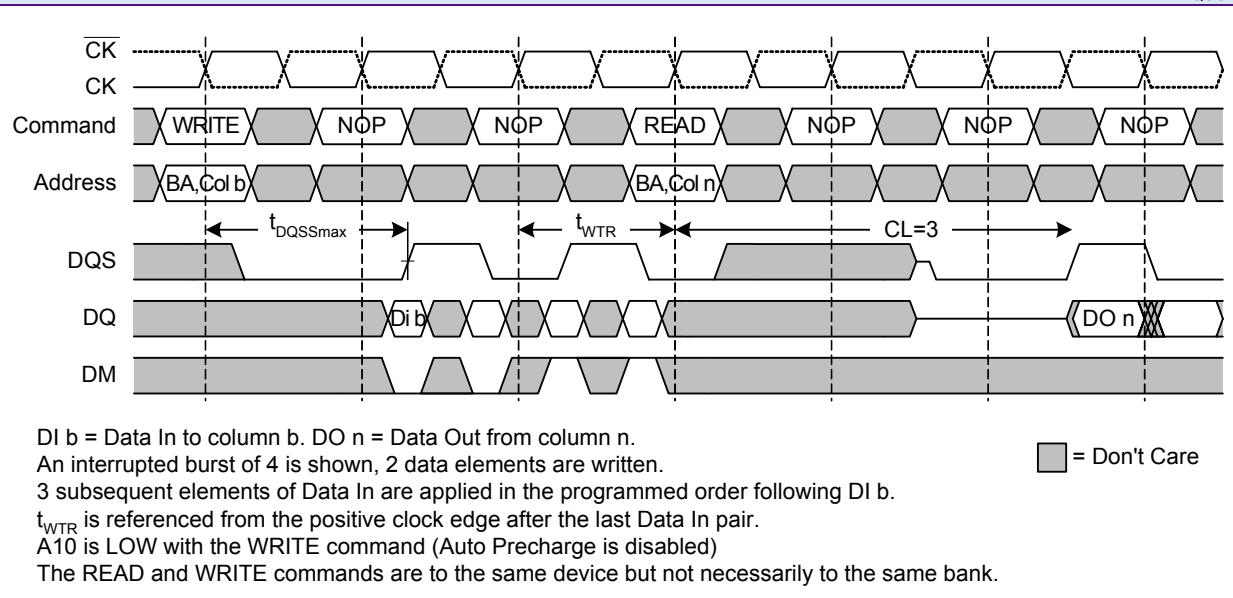 CK
CK
Command WRITE NOP NOP READ NOP NOP NOP
Address BA,Col b BA,Col n
tDQSSmax tWTR CL=3
DQS
DQ Di b DO n
DM
DI b = Data In to column b. DO n = Data Out from column n.
An interrupted burst of 4 is shown, 2 data elements are written.
= Don't Care
3 subsequent elements of Data In are applied in the programmed order following DI b.
tWTR is referenced from the positive clock edge after the last Data In pair.
A10 is LOW with the WRITE command (Auto Precharge is disabled)
The READ and WRITE commands are to the same device but not necessarily to the same bank.